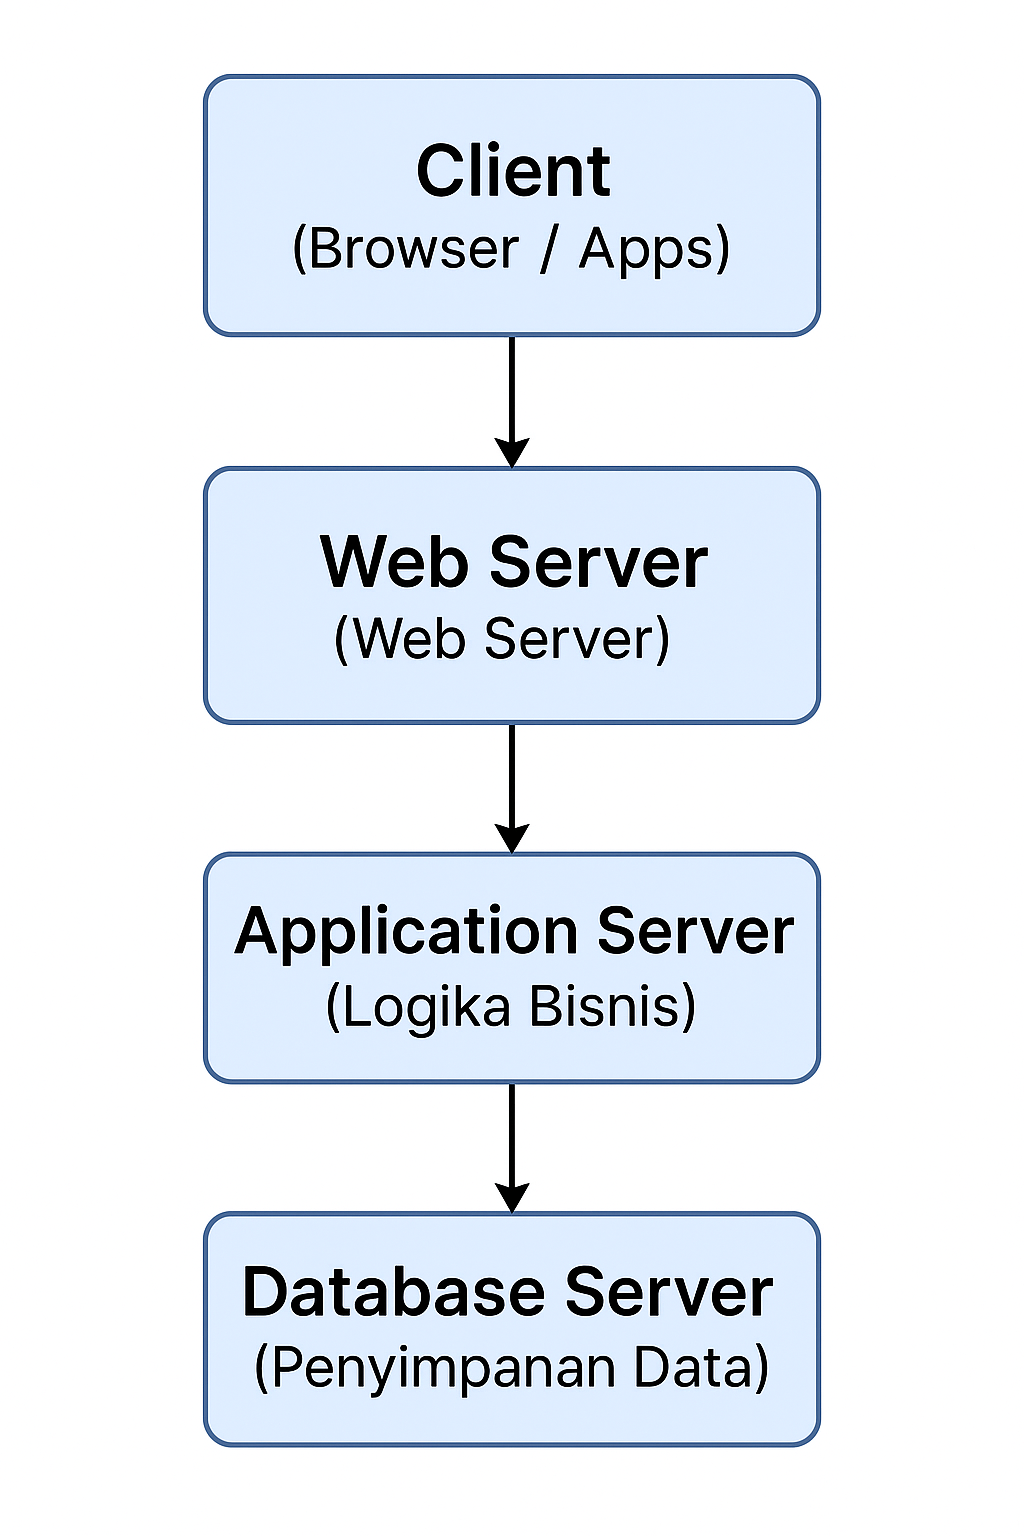 Client
(Browser / Apps)
Web Server
(Web Server)
Application Server
(Logika Bisnis)
Database Server
(Penyimpanan Data)